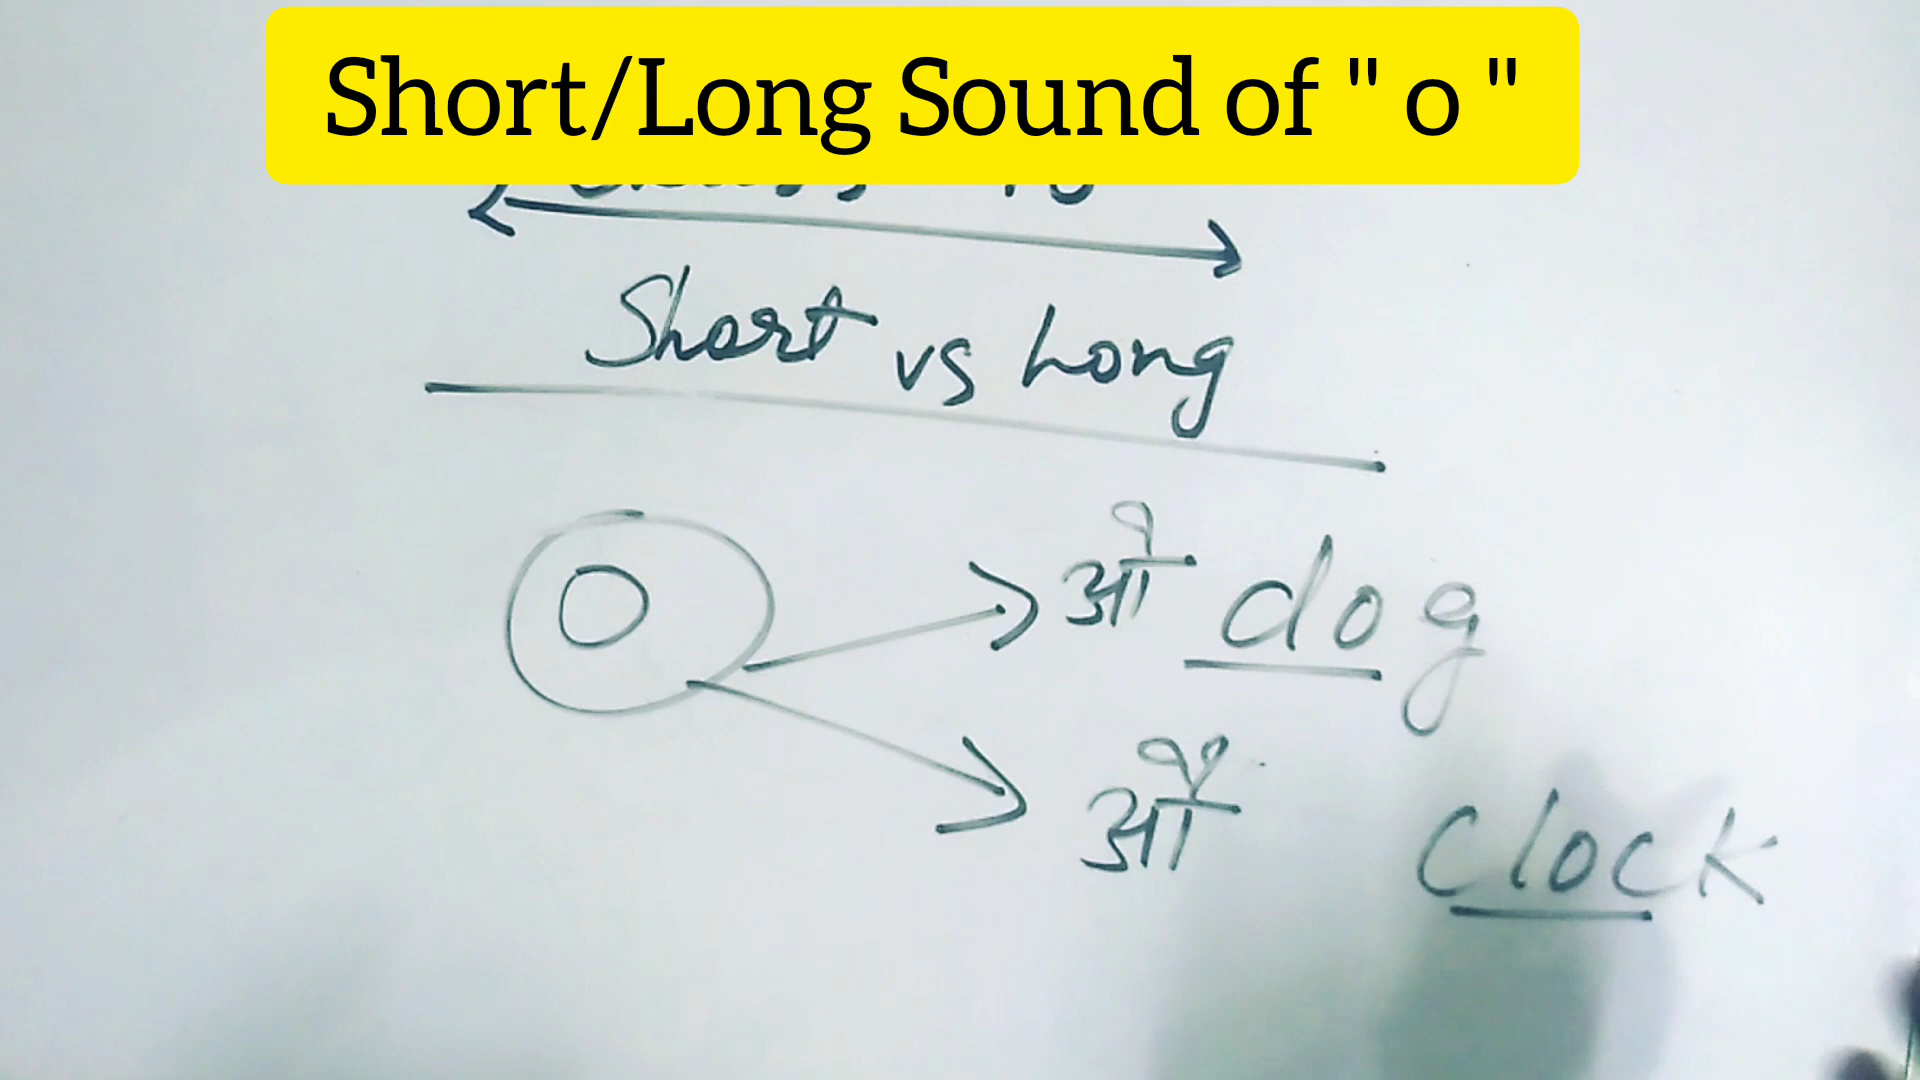 Short/Long Sound of " o "
Short vs Long
O
ओ dog
औ clock